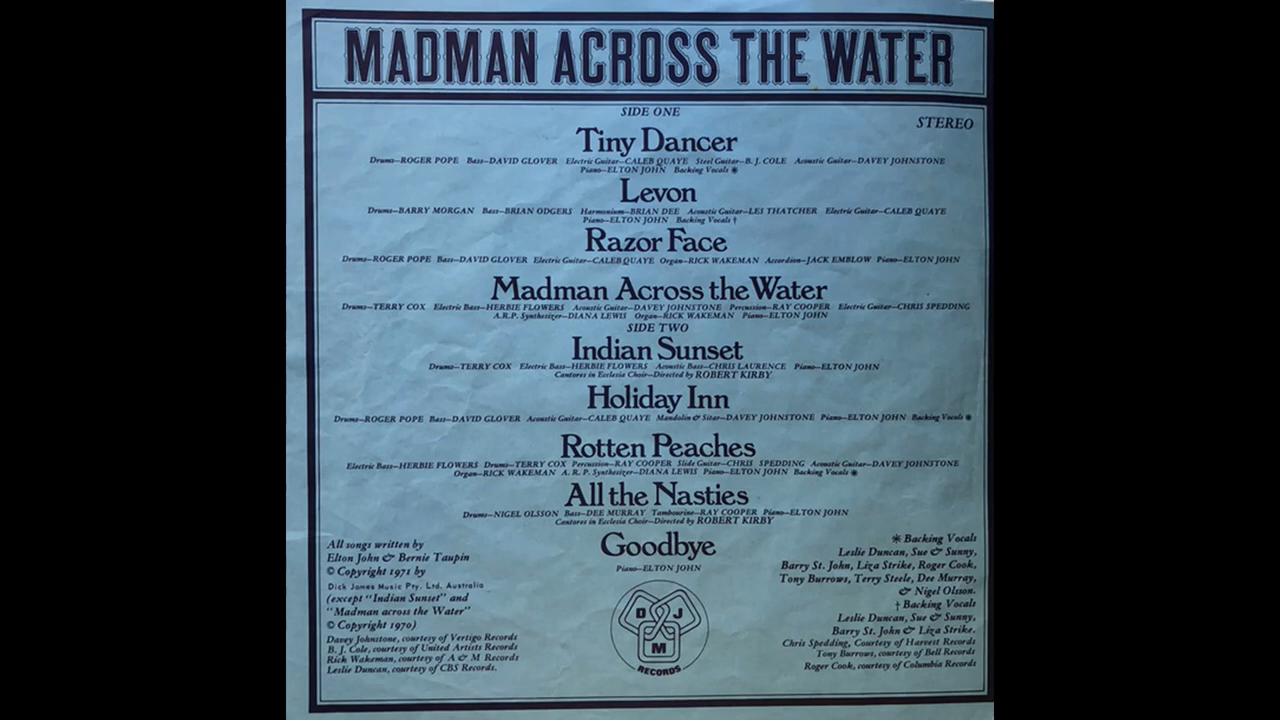 MADMAN ACROSS THE WATER
SIDE ONE
STEREO
Tiny Dancer
Drums—ROGER POPE Bass—DAVID GLOVER Electric Guitar—CALEB QUAYE Steel Guitar—B. J. COLE Acoustic Guitar—DAVEY JOHNSTONE
Piano—ELTON JOHN Backing Vocals ✳
Levon
Drums—BARRY MORGAN Bass—BRIAN ODGERS Harmonium—BRIAN DEE Acoustic Guitar—LES THATCHER Electric Guitar—CALEB QUAYE
Piano—ELTON JOHN Backing Vocals †
Razor Face
Drums—ROGER POPE Bass—DAVID GLOVER Electric Guitar—CALEB QUAYE Organ—RICK WAKEMAN Accordion—JACK EMBLOW Piano—ELTON JOHN
Madman Across the Water
Drums—TERRY COX Electric Bass—HERBIE FLOWERS Acoustic Guitar—DAVEY JOHNSTONE Percussion—RAY COOPER Electric Guitar—CHRIS SPEDDING
A.R.P. Synthesizer—DIANA LEWIS Organ—RICK WAKEMAN Piano—ELTON JOHN
SIDE TWO
Indian Sunset
Drums—TERRY COX Electric Bass—HERBIE FLOWERS Acoustic Bass—CHRIS LAURENCE Piano—ELTON JOHN
Cantores in Ecclesia Choir—Directed by ROBERT KIRBY
Holiday Inn
Drums—ROGER POPE Bass—DAVID GLOVER Acoustic Guitar—CALEB QUAYE Mandolin & Sitar—DAVEY JOHNSTONE Piano—ELTON JOHN Backing Vocals ✳
Rotten Peaches
Electric Bass—HERBIE FLOWERS Drums—TERRY COX Percussion—RAY COOPER Slide Guitar—CHRIS SPEDDING Acoustic Guitar—DAVEY JOHNSTONE
Organ—RICK WAKEMAN A. R. P. Synthesizer—DIANA LEWIS Piano—ELTON JOHN Backing Vocals ✳
All the Nasties
Drums—NIGEL OLSSON Bass—DEE MURRAY Tambourine—RAY COOPER Piano—ELTON JOHN
Cantores in Ecclesia Choir—Directed by ROBERT KIRBY
Goodbye
Piano—ELTON JOHN
All songs written by
Elton John & Bernie Taupin
© Copyright 1971 by
Dick James Music Pty. Ltd. Australia
(except "Indian Sunset" and
"Madman across the Water"
© Copyright 1970)
Davey Johnstone, courtesy of Vertigo Records
B. J. Cole, courtesy of United Artists Records
Rick Wakeman, courtesy of A & M Records
Leslie Duncan, courtesy of CBS Records.
D J
M
RECORDS
✳ Backing Vocals
Leslie Duncan, Sue & Sunny,
Barry St. John, Liza Strike, Roger Cook,
Tony Burrows, Terry Steele, Dee Murray,
& Nigel Olsson.
† Backing Vocals
Leslie Duncan, Sue & Sunny,
Barry St. John & Liza Strike.
Chris Spedding, Courtesy of Harvest Records
Tony Burrows, courtesy of Bell Records
Roger Cook, courtesy of Columbia Records